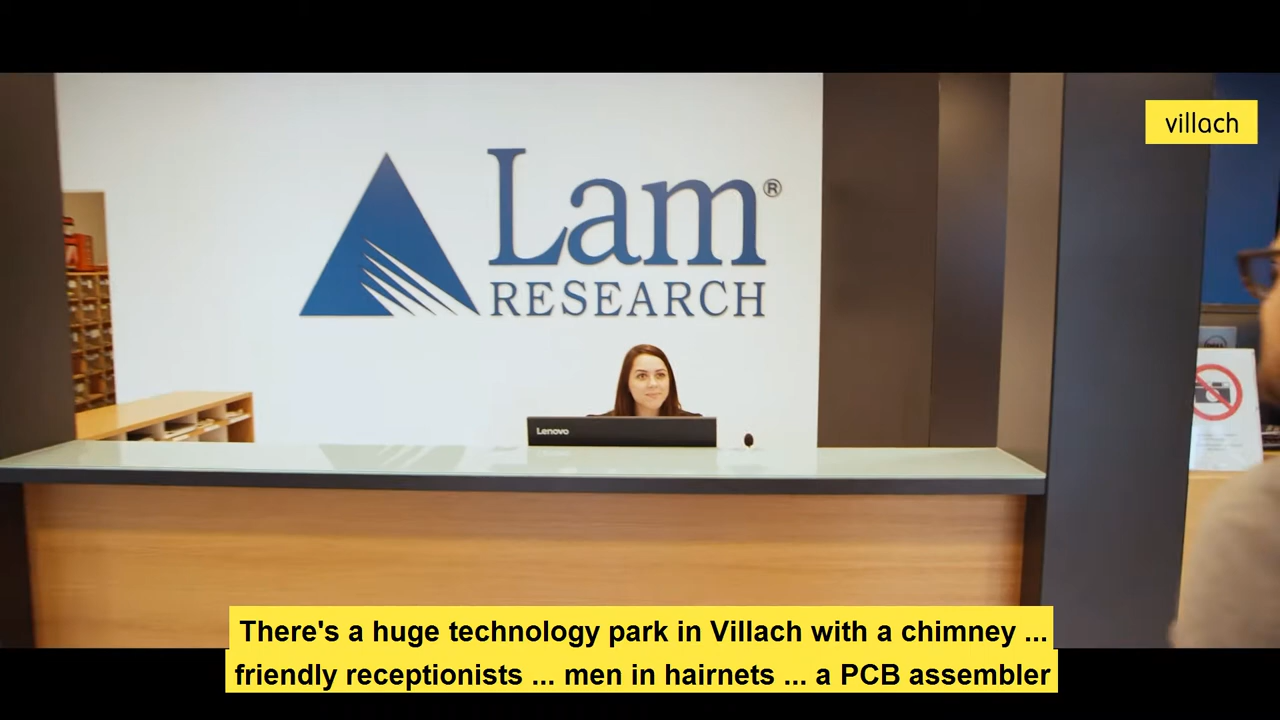 Lam®
RESEARCH
villach
Lenovo
There's a huge technology park in Villach with a chimney ...
friendly receptionists ... men in hairnets ... a PCB assembler